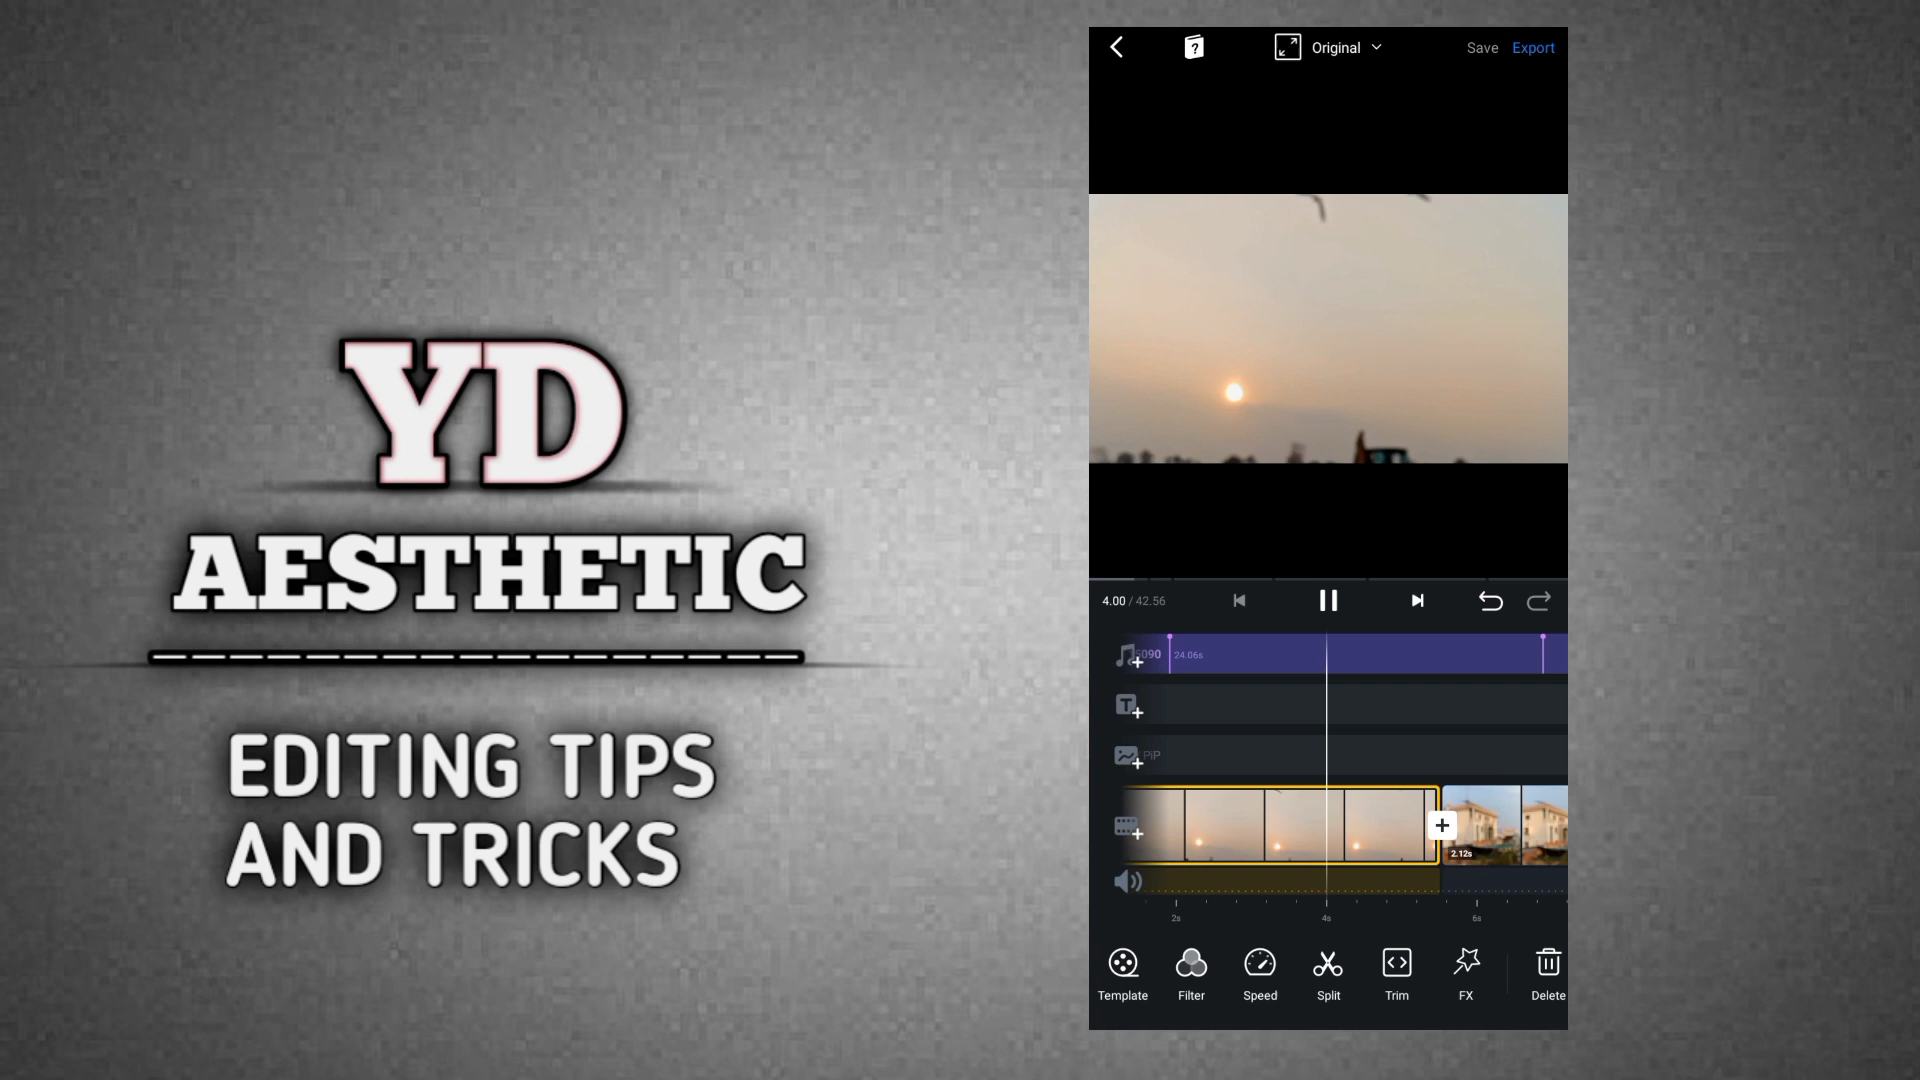 YD
AESTHETIC
EDITING TIPS
AND TRICKS
Original
Save
Export
4.00 / 42.56
5090
24.06s
PiP
2.12s
2s
4s
6s
Template
Filter
Speed
Split
Trim
FX
Delete